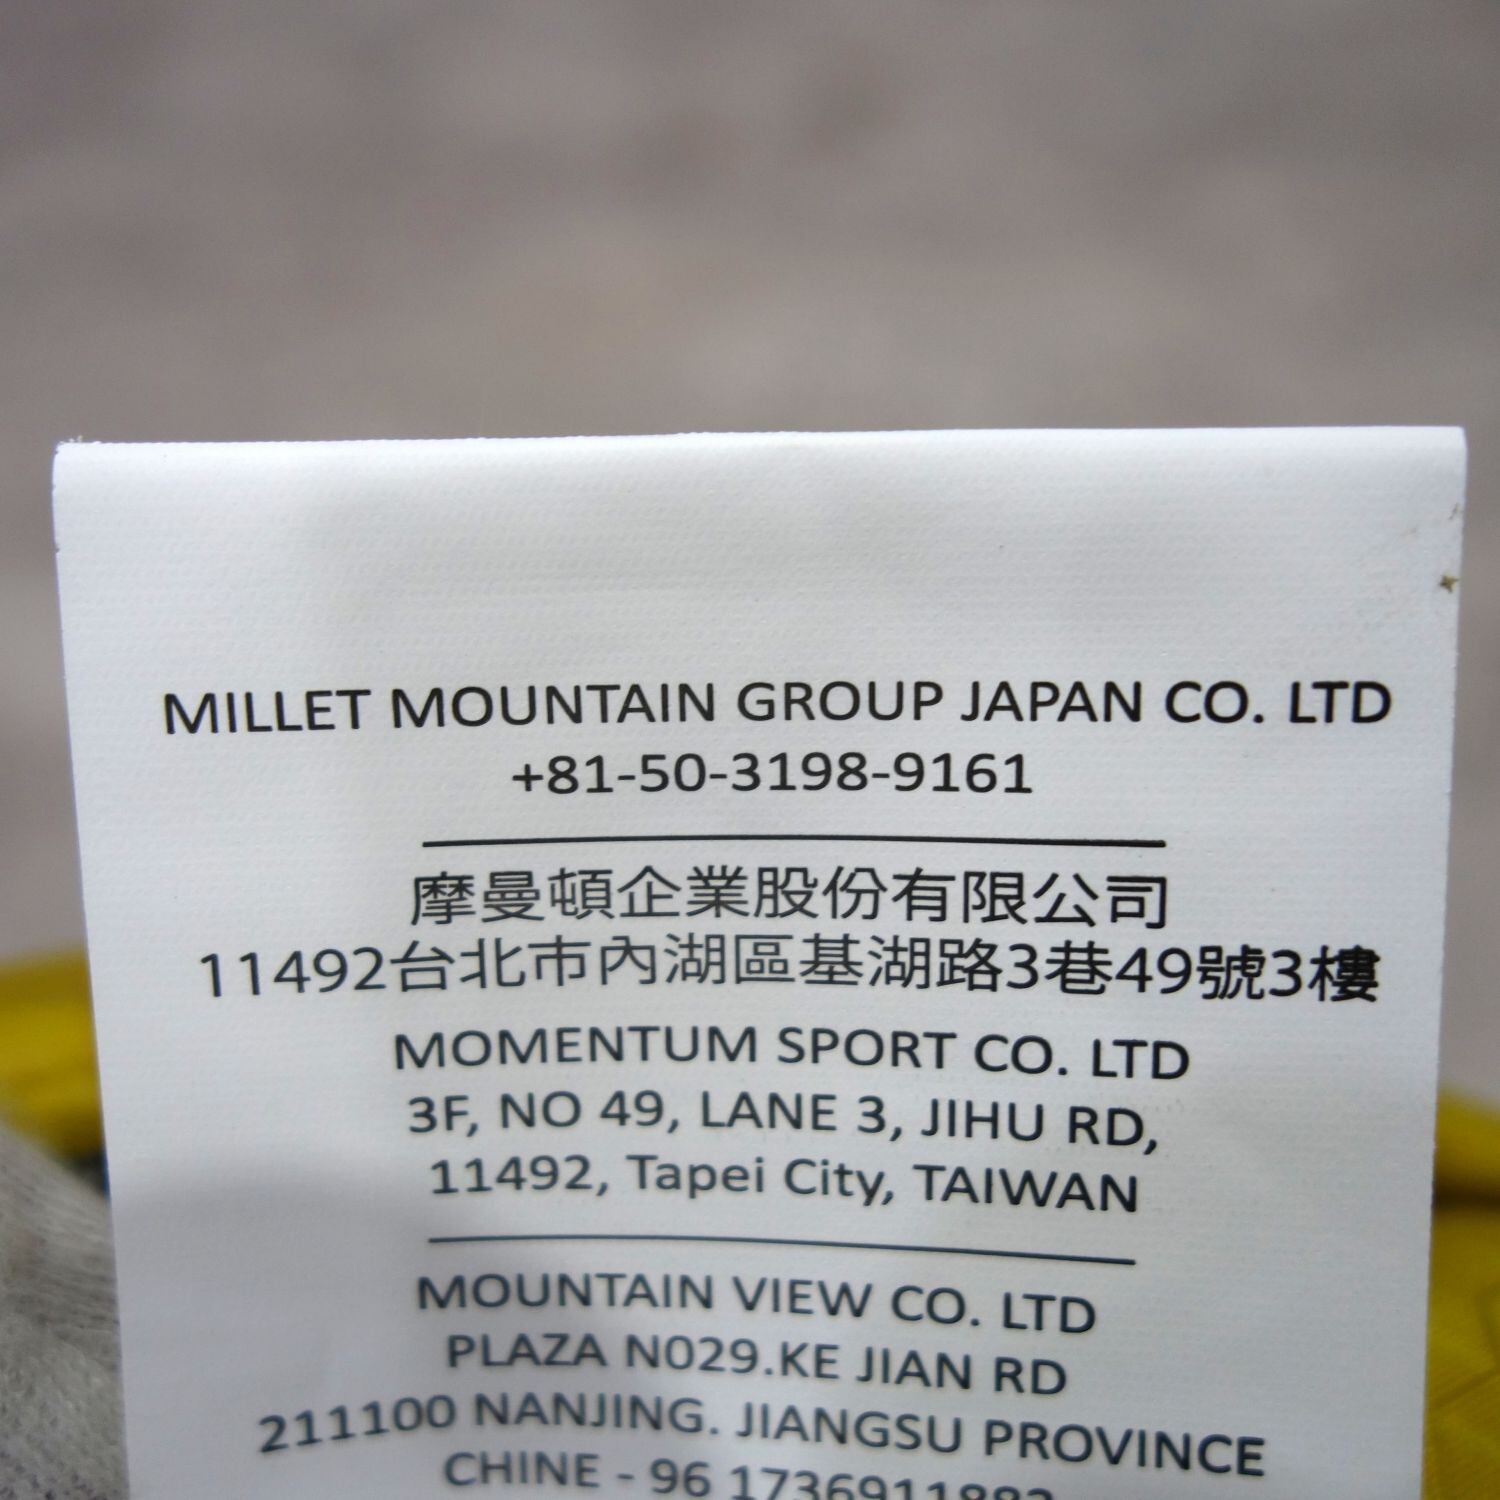 MILLET MOUNTAIN GROUP JAPAN CO. LTD
+81-50-3198-9161
摩曼頓企業股份有限公司
11492台北市內湖區基湖路3巷49號3樓
MOMENTUM SPORT CO. LTD
3F, NO 49, LANE 3, JIHU RD,
11492, Tapei City, TAIWAN
MOUNTAIN VIEW CO. LTD
PLAZA N029.KE JIAN RD
211100 NANJING. JIANGSU PROVINCE
CHINE - 96